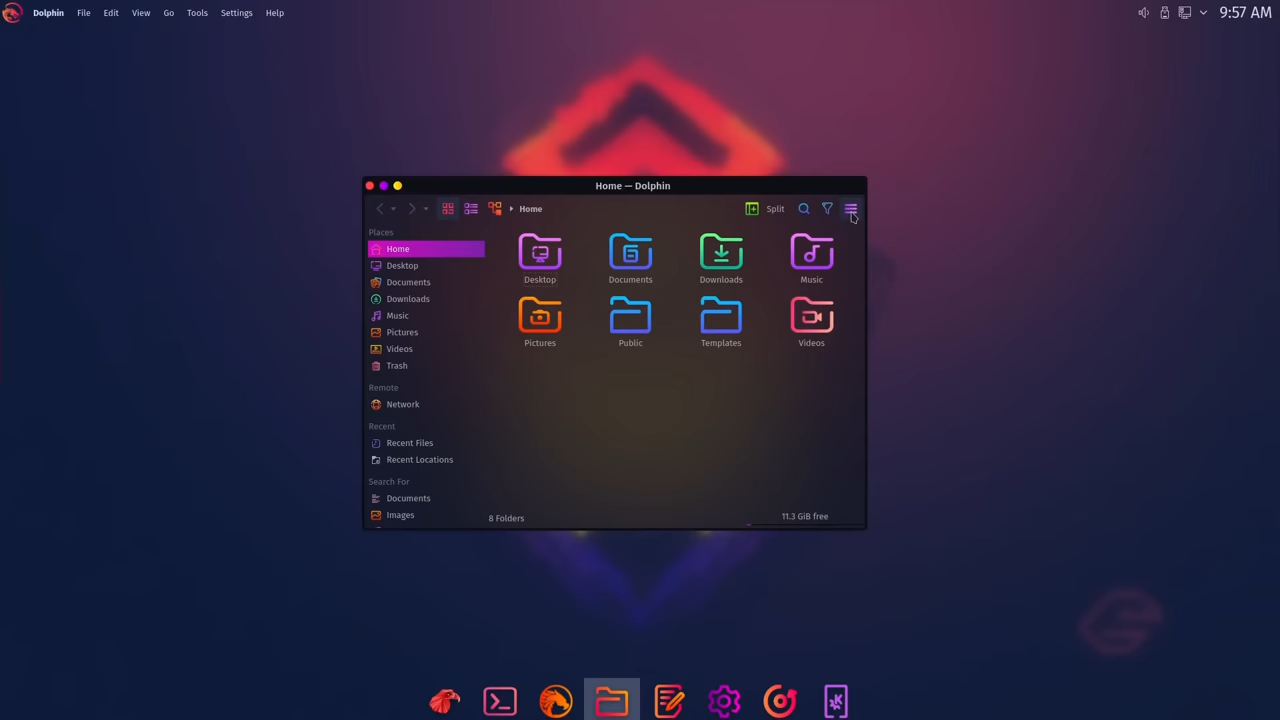 Dolphin File Edit View Go Tools Settings Help 9:57 AM
Home — Dolphin
Home Split
Places
Home
Desktop
Documents
Downloads
Music
Pictures
Videos
Trash
Remote
Network
Recent
Recent Files
Recent Locations
Search For
Documents
Images
Desktop Documents Downloads Music
Pictures Public Templates Videos
8 Folders 11.3 GiB free